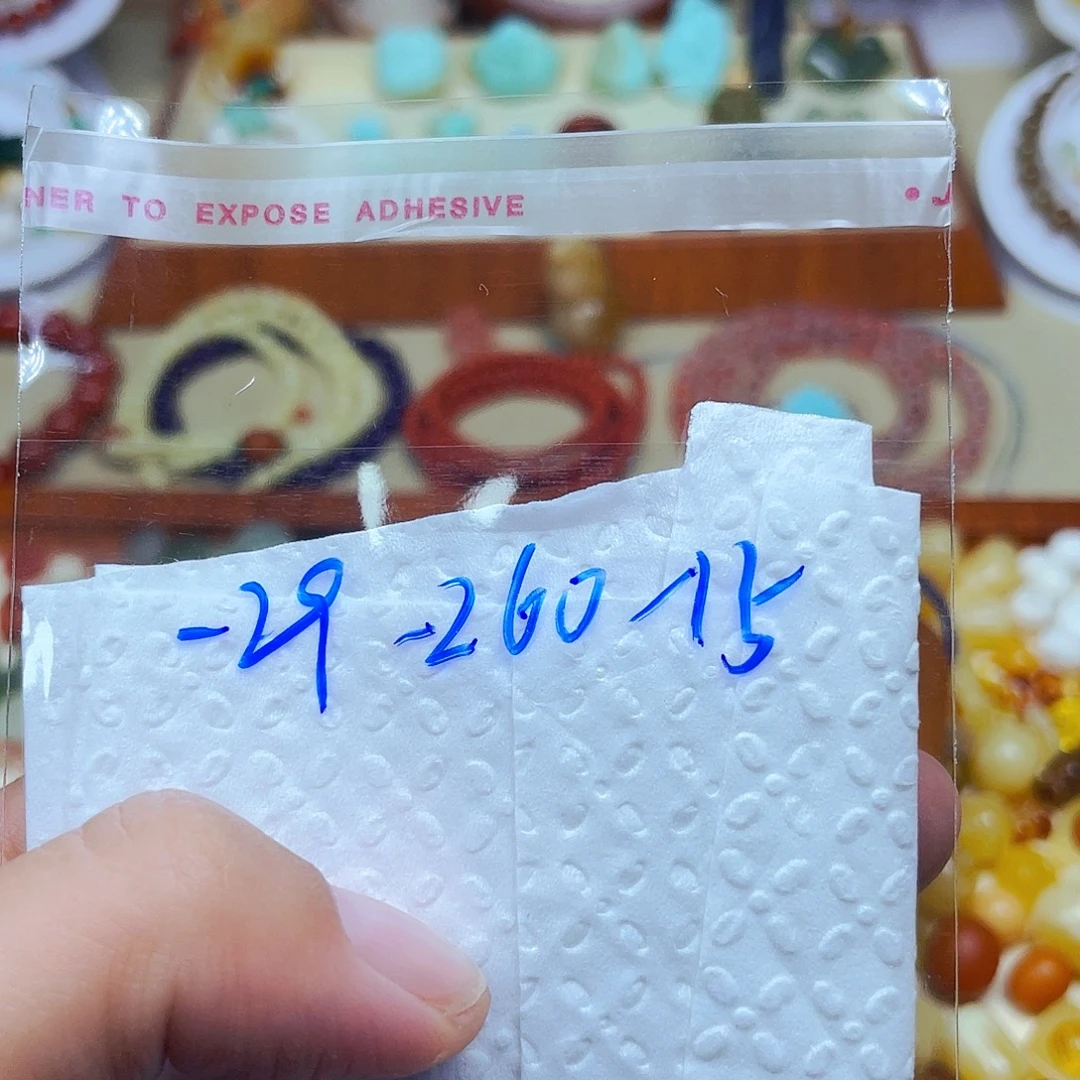 NER TO EXPOSE ADHESIVE • J
-29 -260-15